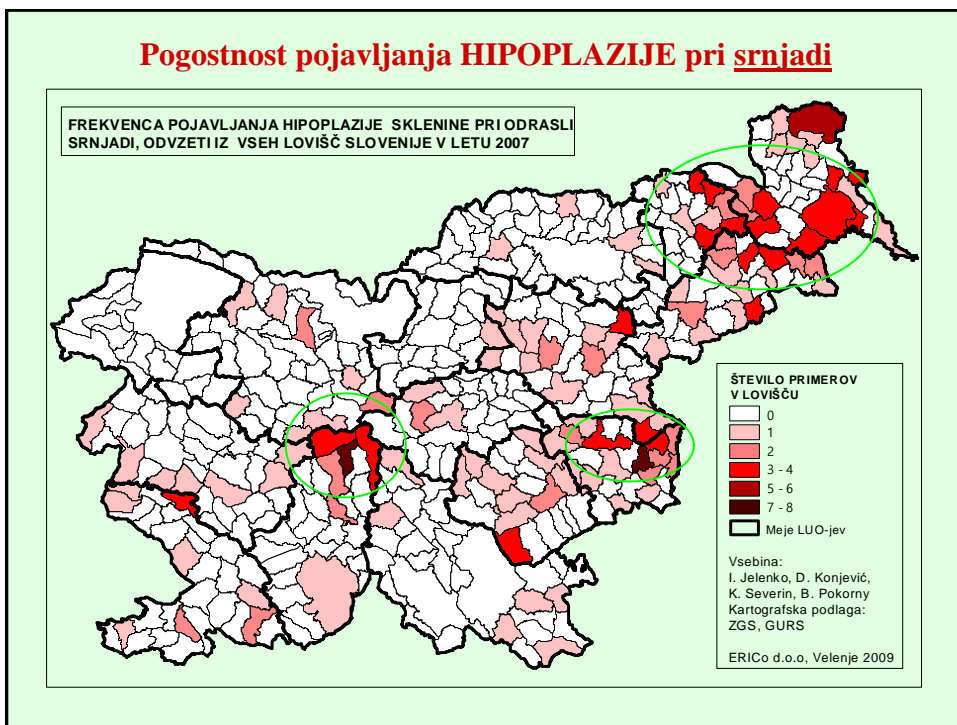 Pogostnost pojavljanja HIPOPLAZIJE pri srnjadi
FREKVENCA POJAVLJANJA HIPOPLAZIJE SKLENINE PRI ODRASLI
SRNJADI, ODVZETI IZ VSEH LOVIŠČ SLOVENIJE V LETU 2007
ŠTEVILO PRIMEROV
V LOVIŠČU
0
1
2
3 - 4
5 - 6
7 - 8
Meje LUO-jev
Vsebina:
I. Jelenko, D. Konjević,
K. Severin, B. Pokorny
Kartografska podlaga:
ZGS, GURS
ERICo d.o.o, Velenje 2009